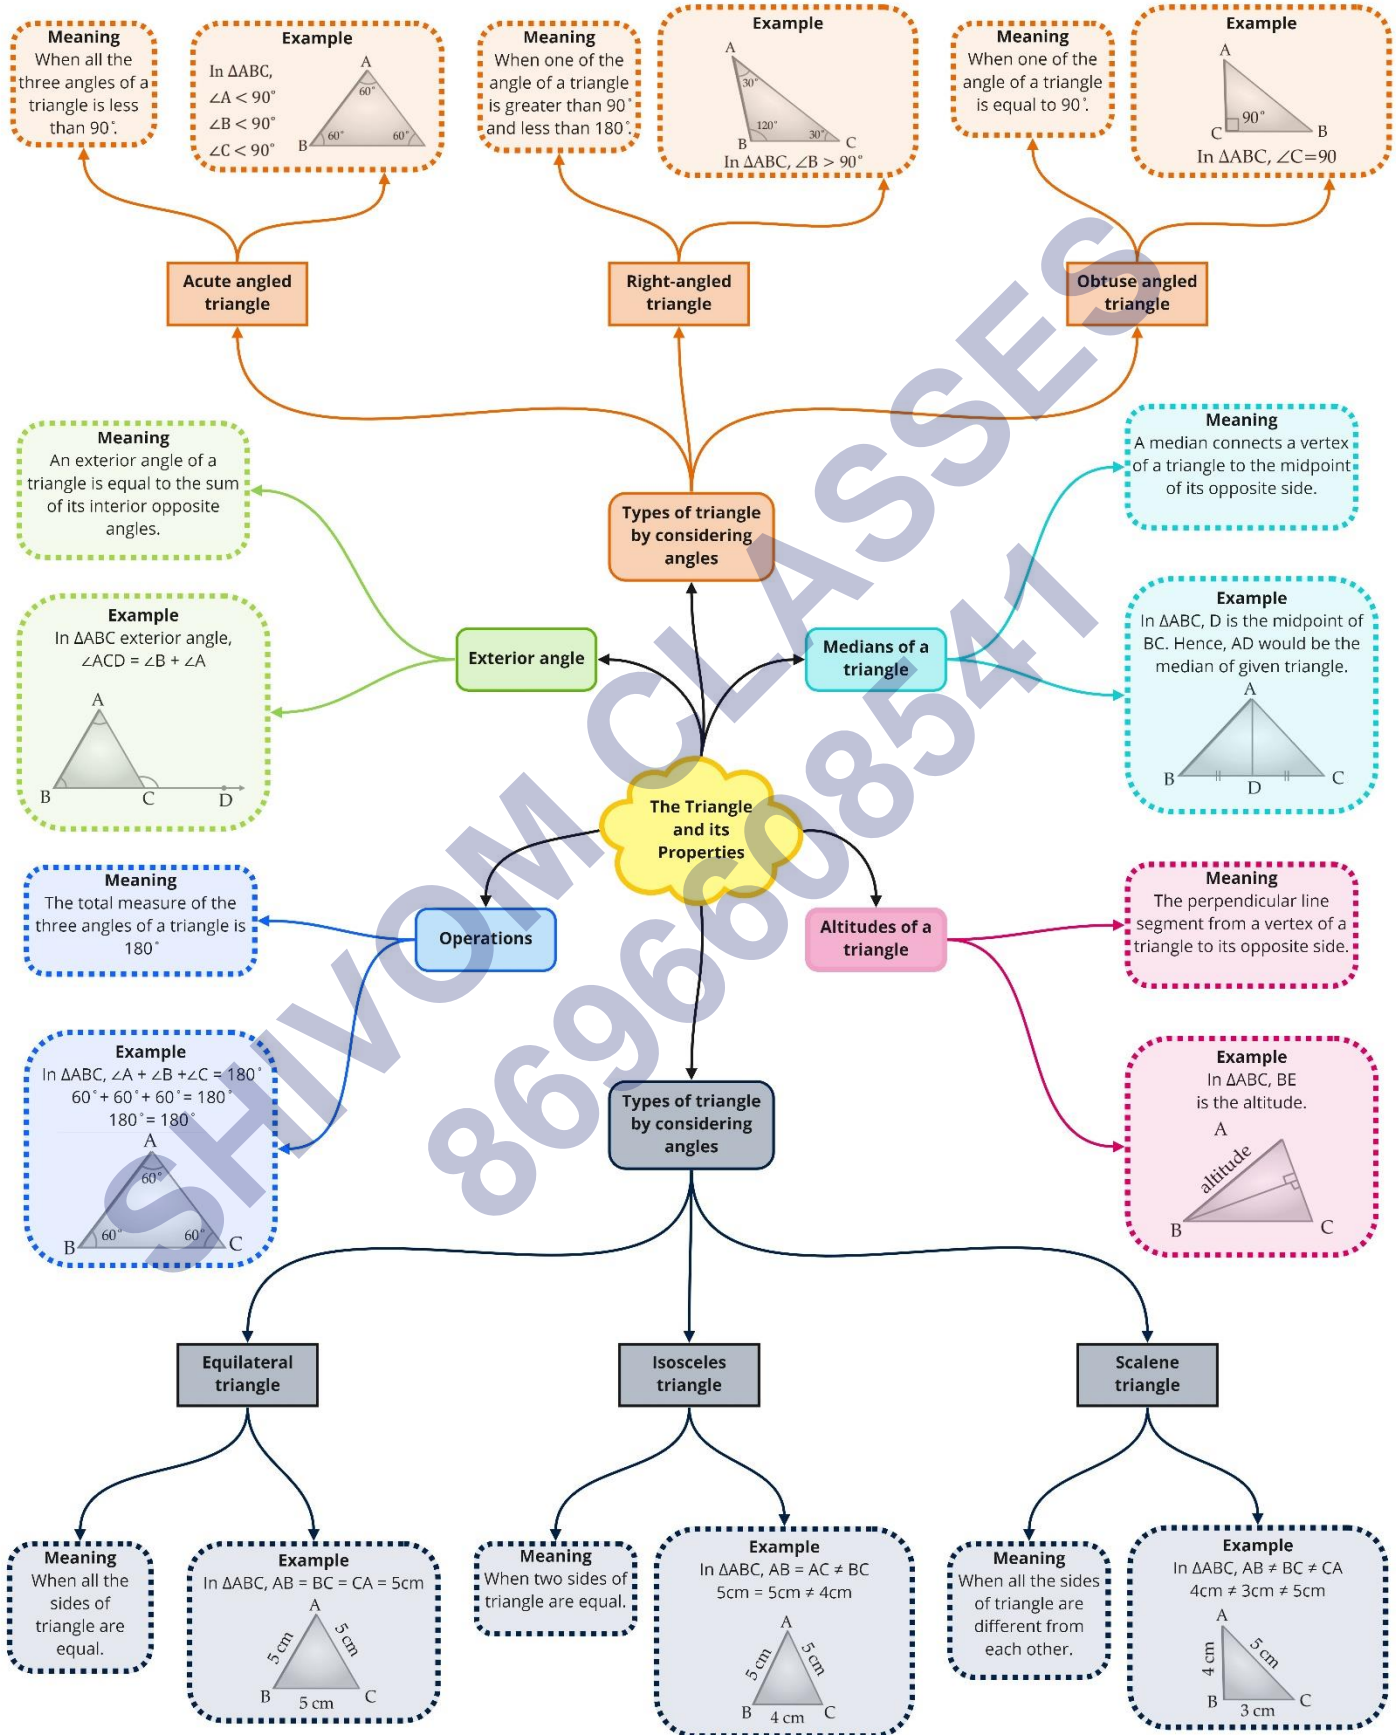 Meaning
When all the
three angles of a
triangle is less
than 90°.
Example
In ΔABC,
∠A < 90°
∠B < 90°
∠C < 90°
A
60°
B
60°
60°
Meaning
When one of the
angle of a triangle
is greater than 90°
and less than 180°.
Example
A
30°
120°
30°
B
C
In ΔABC, ∠B > 90°
Meaning
When one of the
angle of a triangle
is equal to 90°.
Example
A
90°
C
B
In ΔABC, ∠C=90
Acute angled
triangle
Right-angled
triangle
Obtuse angled
triangle
Types of triangle
by considering
angles
Meaning
An exterior angle of a
triangle is equal to the sum
of its interior opposite
angles.
Example
In ΔABC exterior angle,
∠ACD = ∠B + ∠A
A
B
C
D
Exterior angle
Medians of a
triangle
Meaning
A median connects a vertex
of a triangle to the midpoint
of its opposite side.
Example
In ΔABC, D is the midpoint of
BC. Hence, AD would be the
median of given triangle.
A
B
D
C
The Triangle
and its
Properties
Meaning
The total measure of the
three angles of a triangle is
180°
Operations
Example
In ΔABC, ∠A + ∠B +∠C = 180°
60°+ 60°+ 60°= 180°
180°= 180°
A
60°
60°
60°
B
C
Altitudes of a
triangle
Meaning
The perpendicular line
segment from a vertex of a
triangle to its opposite side.
Example
In ΔABC, BE
is the altitude.
A
altitude
B
C
Types of triangle
by considering
angles
Equilateral
triangle
Isosceles
triangle
Scalene
triangle
Meaning
When all the
sides of
triangle are
equal.
Example
In ΔABC, AB = BC = CA = 5cm
A
5 cm
5 cm
B
5 cm
C
Meaning
When two sides of
triangle are equal.
Example
In ΔABC, AB = AC ≠ BC
5cm = 5cm ≠ 4cm
A
5 cm
5 cm
B
4 cm
C
Meaning
When all the sides
of triangle are
different from
each other.
Example
In ΔABC, AB ≠ BC ≠ CA
4cm ≠ 3cm ≠ 5cm
A
4 cm
5 cm
B
3 cm
C
SHIVOM CLASSES
8696608541